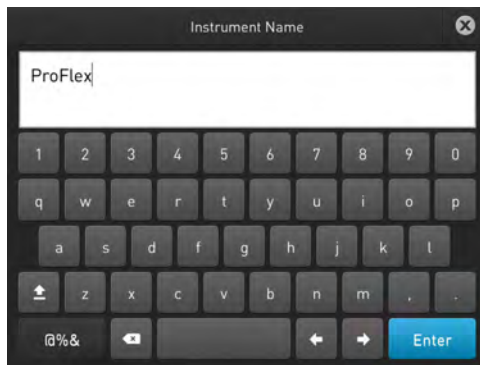 Instrument Name
ProFlex
1 2 3 4 5 6 7 8 9 0
q w e r t y u i o p
a s d f g h j k l
z x c v b n m , .
@%& Enter